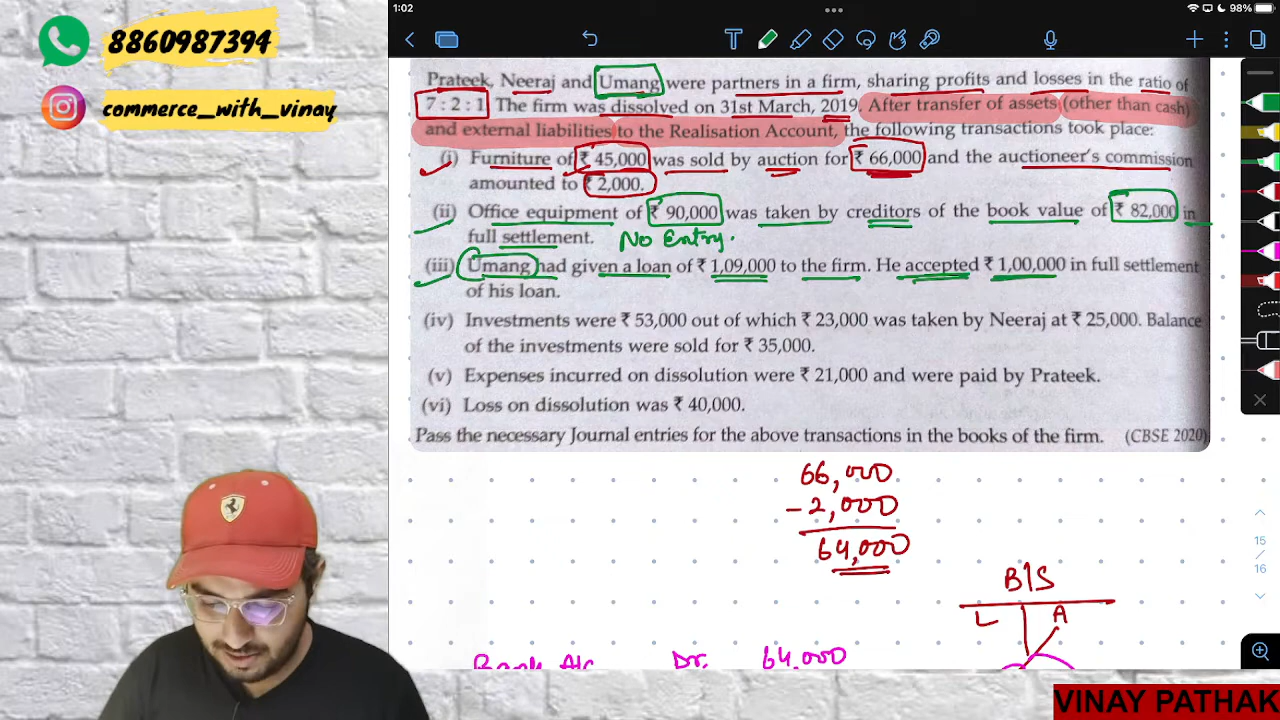 8860987394
commerce_with_vinay
1:02
98%
Prateek, Neeraj and Umang were partners in a firm, sharing profits and losses in the ratio of
7 : 2 : 1. The firm was dissolved on 31st March, 2019. After transfer of assets (other than cash)
and external liabilities to the Realisation Account, the following transactions took place:
(i) Furniture of ₹ 45,000 was sold by auction for ₹ 66,000 and the auctioneer's commission
amounted to ₹ 2,000.
(ii) Office equipment of ₹ 90,000 was taken by creditors of the book value of ₹ 82,000 in
full settlement. No Entry.
(iii) Umang had given a loan of ₹ 1,09,000 to the firm. He accepted ₹ 1,00,000 in full settlement
of his loan.
(iv) Investments were ₹ 53,000 out of which ₹ 23,000 was taken by Neeraj at ₹ 25,000. Balance
of the investments were sold for ₹ 35,000.
(v) Expenses incurred on dissolution were ₹ 21,000 and were paid by Prateek.
(vi) Loss on dissolution was ₹ 40,000.
Pass the necessary Journal entries for the above transactions in the books of the firm. (CBSE 2020)
66,000
- 2,000
64,000
B/S
L A
Bank A/c Dr. 64,000
15
/
16
VINAY PATHAK